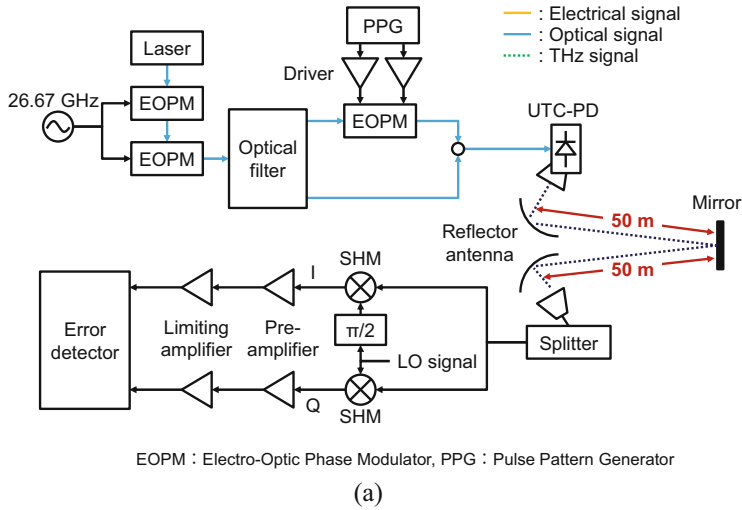 PPG
: Electrical signal
: Optical signal
: THz signal
Laser
Driver
26.67 GHz
EOPM
EOPM
EOPM
Optical
filter
UTC-PD
Mirror
50 m
Reflector
antenna
50 m
SHM
I
Error
detector
Limiting
amplifier
Pre-
amplifier
π/2
LO signal
Splitter
Q
SHM
EOPM : Electro-Optic Phase Modulator, PPG : Pulse Pattern Generator
(a)